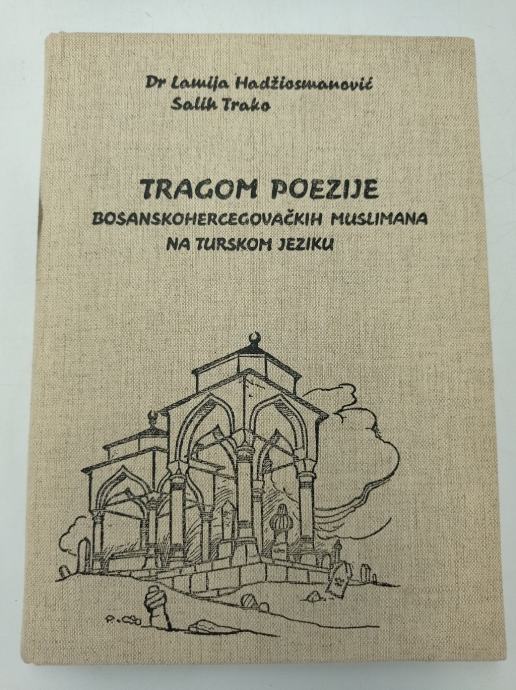 Dr Lamija Hadžiosmanović
Salih Trako
TRAGOM POEZIJE
BOSANSKOHERCEGOVAČKIH MUSLIMANA
NA TURSKOM JEZIKU